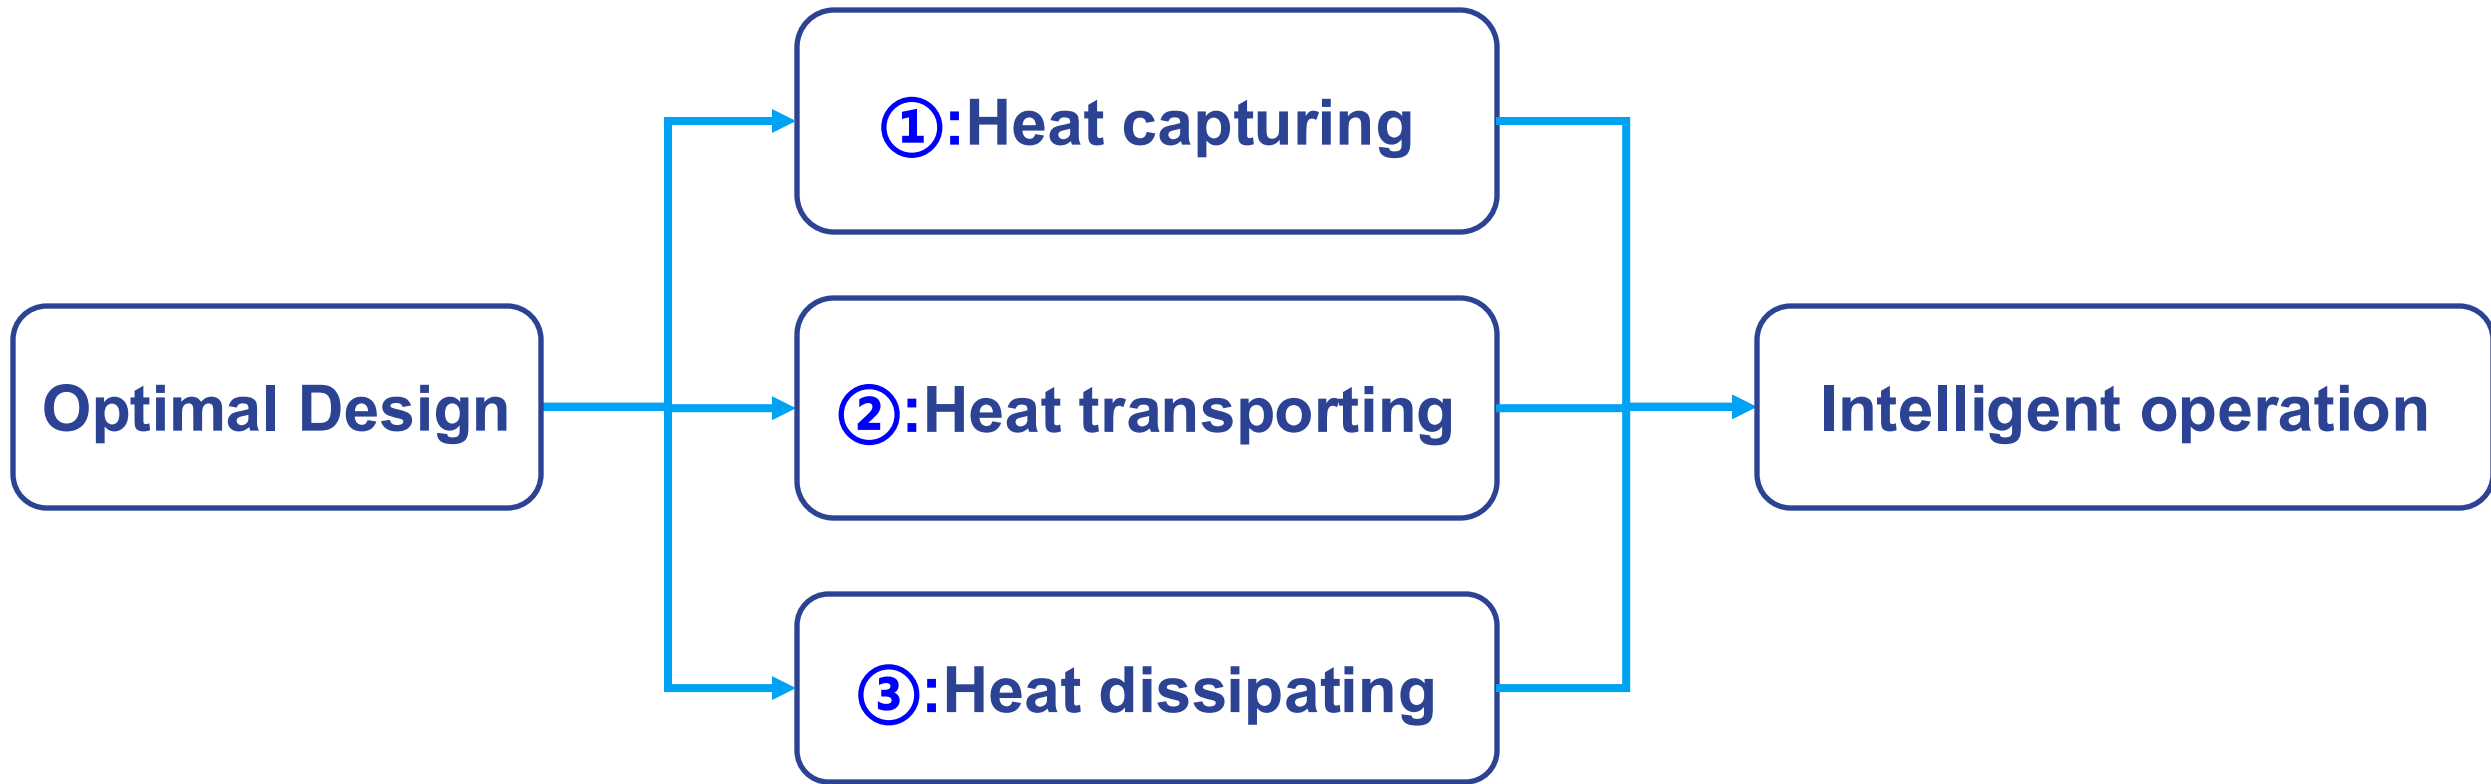 Optimal Design
①:Heat capturing
②:Heat transporting
③:Heat dissipating
Intelligent operation